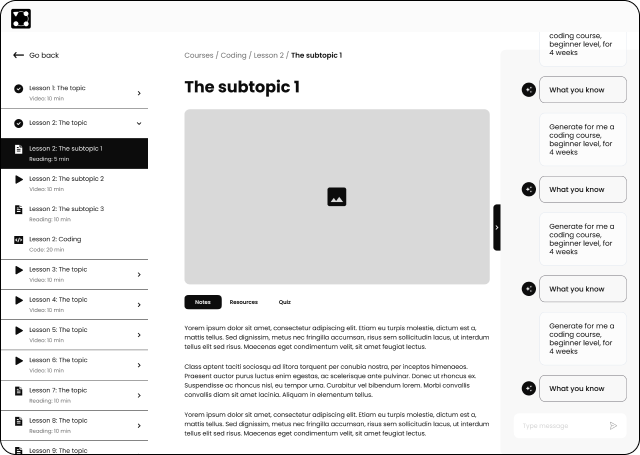 Go back
Lesson 1: The topic
Video: 10 min
Lesson 2: The topic
Lesson 2: The subtopic 1
Reading: 5 min
Lesson 2: The subtopic 2
Video: 10 min
Lesson 2: The subtopic 3
Reading: 10 min
Lesson 2: Coding
Code: 20 min
Lesson 3: The topic
Video: 10 min
Lesson 4: The topic
Video: 10 min
Lesson 5: The topic
Video: 10 min
Lesson 6: The topic
Video: 10 min
Lesson 7: The topic
Reading: 10 min
Lesson 8: The topic
Reading: 10 min
Lesson 9: The topic
Courses / Coding / Lesson 2 / The subtopic 1
The subtopic 1
Notes
Resources
Quiz
Yorem ipsum dolor sit amet, consectetur adipiscing elit. Etiam eu turpis molestie, dictum est a,
mattis tellus. Sed dignissim, metus nec fringilla accumsan, risus sem sollicitudin lacus, ut interdum
tellus elit sed risus. Maecenas eget condimentum velit, sit amet feugiat lectus.
Class aptent taciti sociosqu ad litora torquent per conubia nostra, per inceptos himenaeos.
Praesent auctor purus luctus enim egestas, ac scelerisque ante pulvinar. Donec ut rhoncus ex.
Suspendisse ac rhoncus nisl, eu tempor urna. Curabitur vel bibendum lorem. Morbi convallis
convallis diam sit amet lacinia. Aliquam in elementum tellus.
Yorem ipsum dolor sit amet, consectetur adipiscing elit. Etiam eu turpis molestie, dictum est a,
mattis tellus. Sed dignissim, metus nec fringilla accumsan, risus sem sollicitudin lacus, ut interdum
tellus elit sed risus. Maecenas eget condimentum velit, sit amet feugiat lectus.
coding course,
beginner level, for
4 weeks
What you know
Generate for me a
coding course,
beginner level, for
4 weeks
What you know
Generate for me a
coding course,
beginner level, for
4 weeks
What you know
Generate for me a
coding course,
beginner level, for
4 weeks
What you know
Type message